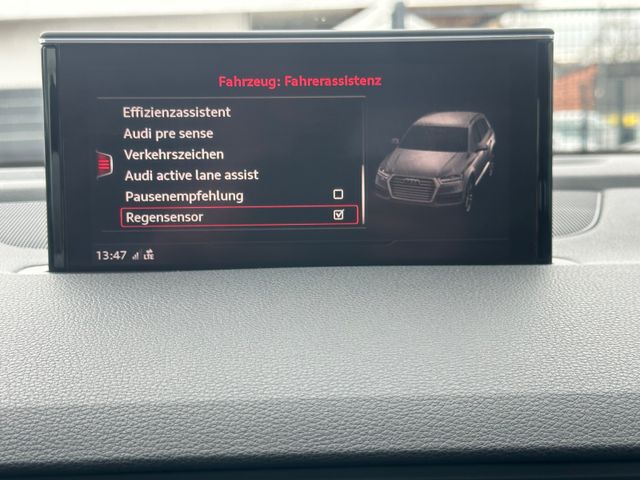 Fahrzeug: Fahrerassistenz
Effizienzassistent
Audi pre sense
Verkehrszeichen
Audi active lane assist
Pausenempfehlung
Regensensor
13:47 LTE